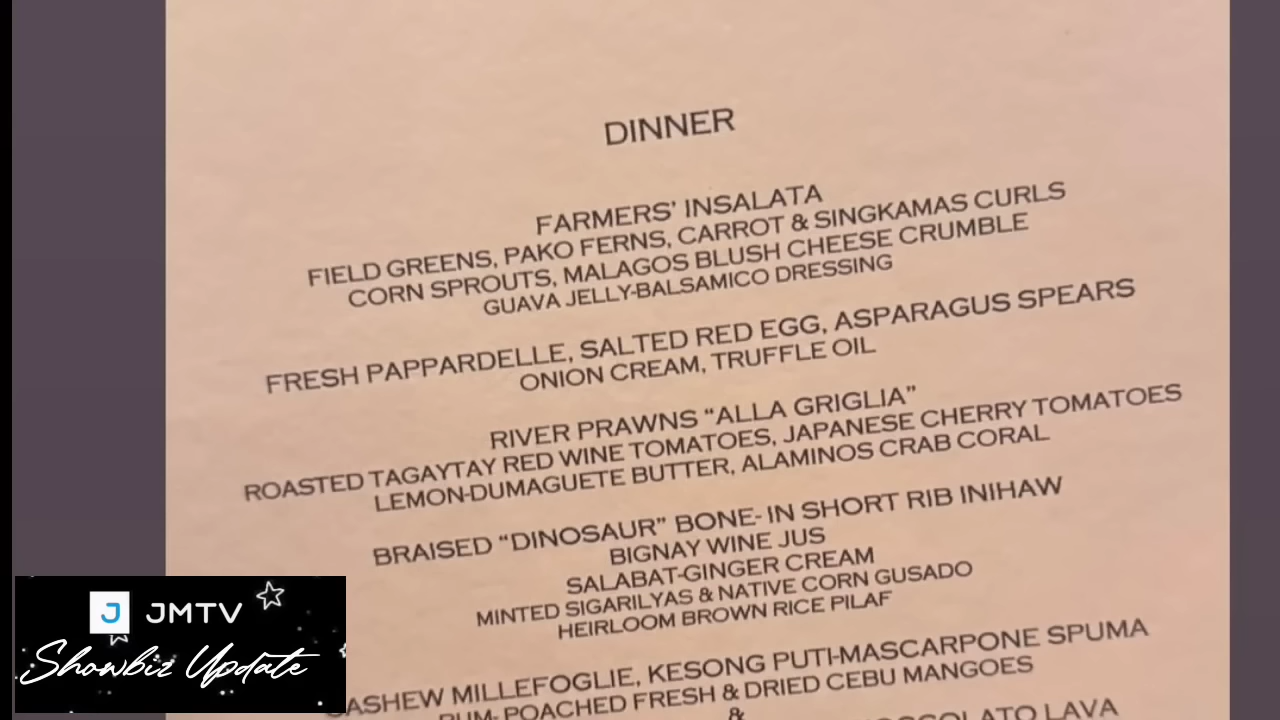 DINNER
FARMERS' INSALATA
FIELD GREENS, PAKO FERNS, CARROT & SINGKAMAS CURLS
CORN SPROUTS, MALAGOS BLUSH CHEESE CRUMBLE
GUAVA JELLY-BALSAMICO DRESSING
FRESH PAPPARDELLE, SALTED RED EGG, ASPARAGUS SPEARS
ONION CREAM, TRUFFLE OIL
RIVER PRAWNS "ALLA GRIGLIA"
ROASTED TAGAYTAY RED WINE TOMATOES, JAPANESE CHERRY TOMATOES
LEMON-DUMAGUETE BUTTER, ALAMINOS CRAB CORAL
BRAISED "DINOSAUR" BONE-IN SHORT RIB INIHAW
BIGNAY WINE JUS
SALABAT-GINGER CREAM
MINTED SIGARILYAS & NATIVE CORN GUSADO
HEIRLOOM BROWN RICE PILAF
CASHEW MILLEFOGLIE, KESONG PUTI-MASCARPONE SPUMA
RUM-POACHED FRESH & DRIED CEBU MANGOES
&
LAVA
J JMTV
Showbiz Update